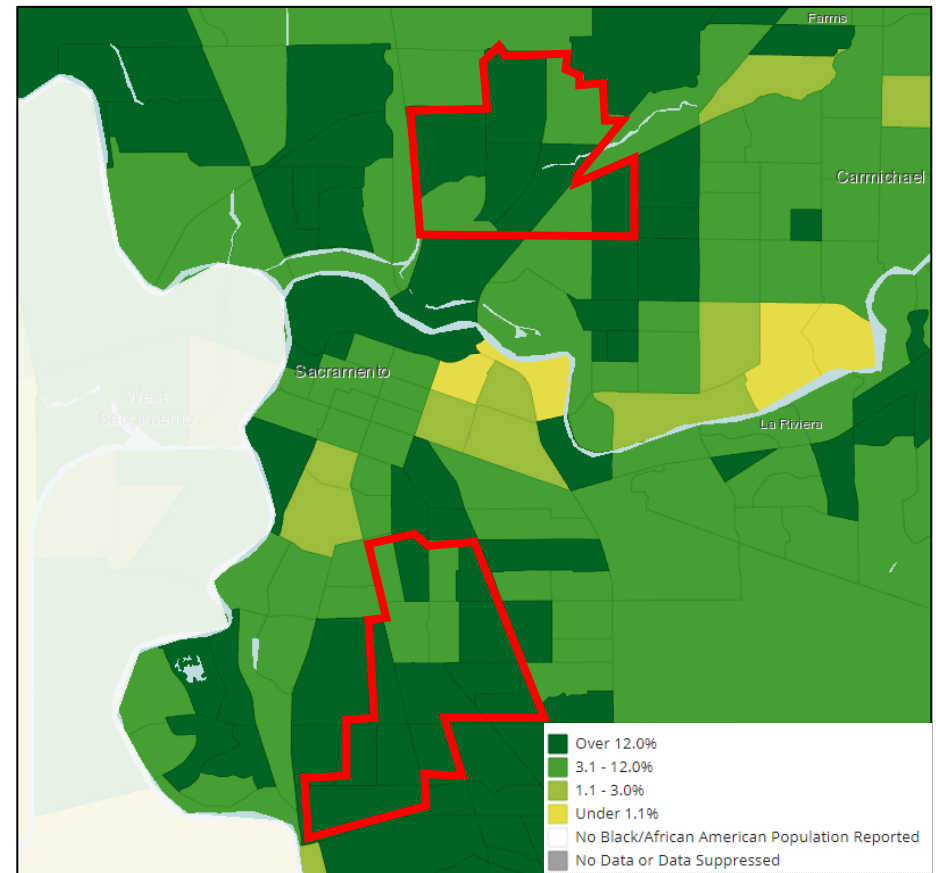 Farms
Carmichael
Sacramento
West
Sacramento
La Riviera
Over 12.0%
3.1 - 12.0%
1.1 - 3.0%
Under 1.1%
No Black/African American Population Reported
No Data or Data Suppressed